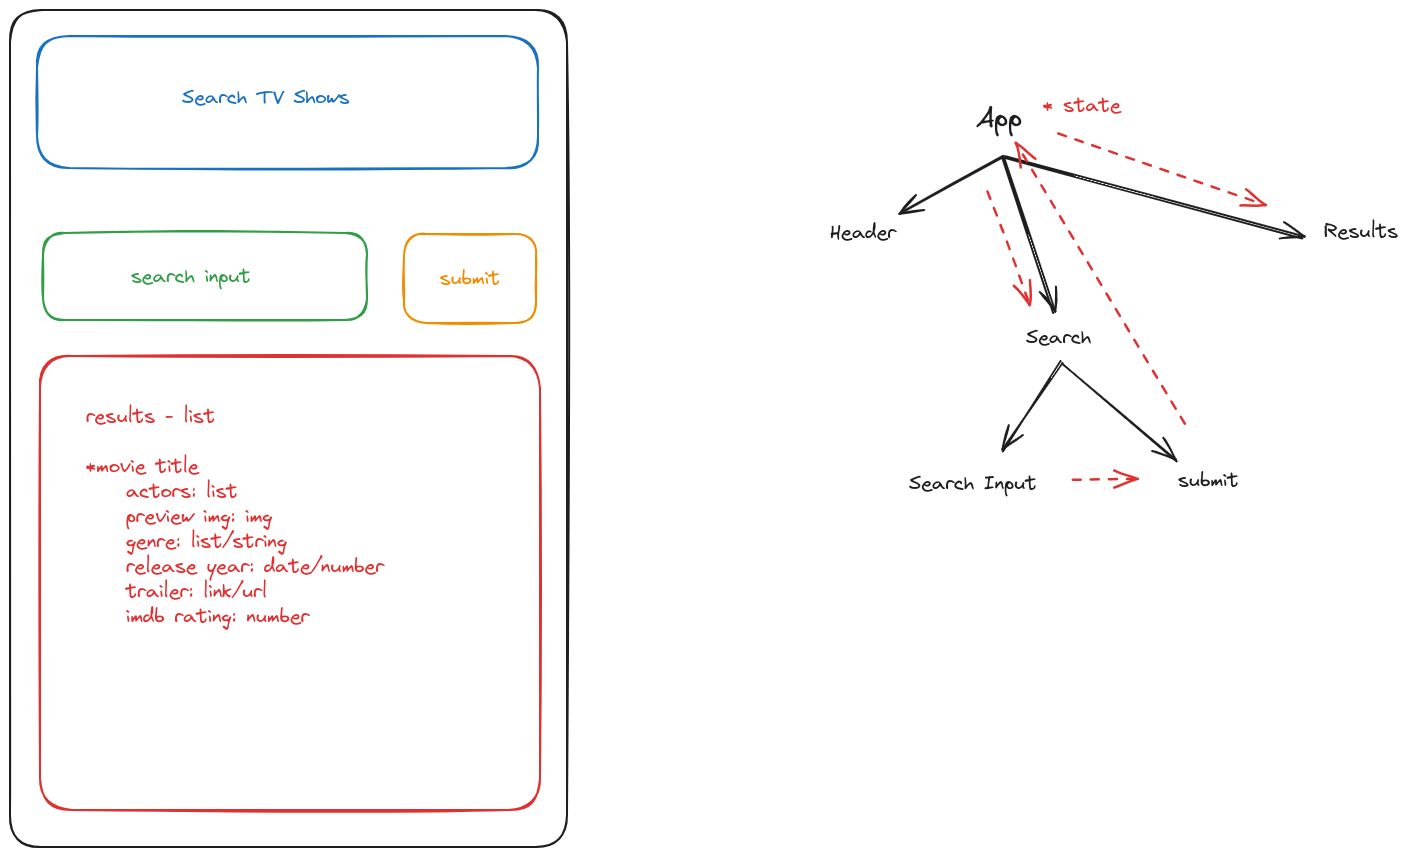 Search TV Shows
search input
submit
results - list
*movie title
actors: list
preview img: img
genre: list/string
release year: date/number
trailer: link/url
imdb rating: number
App
* state
Header
Results
Search
Search Input
submit